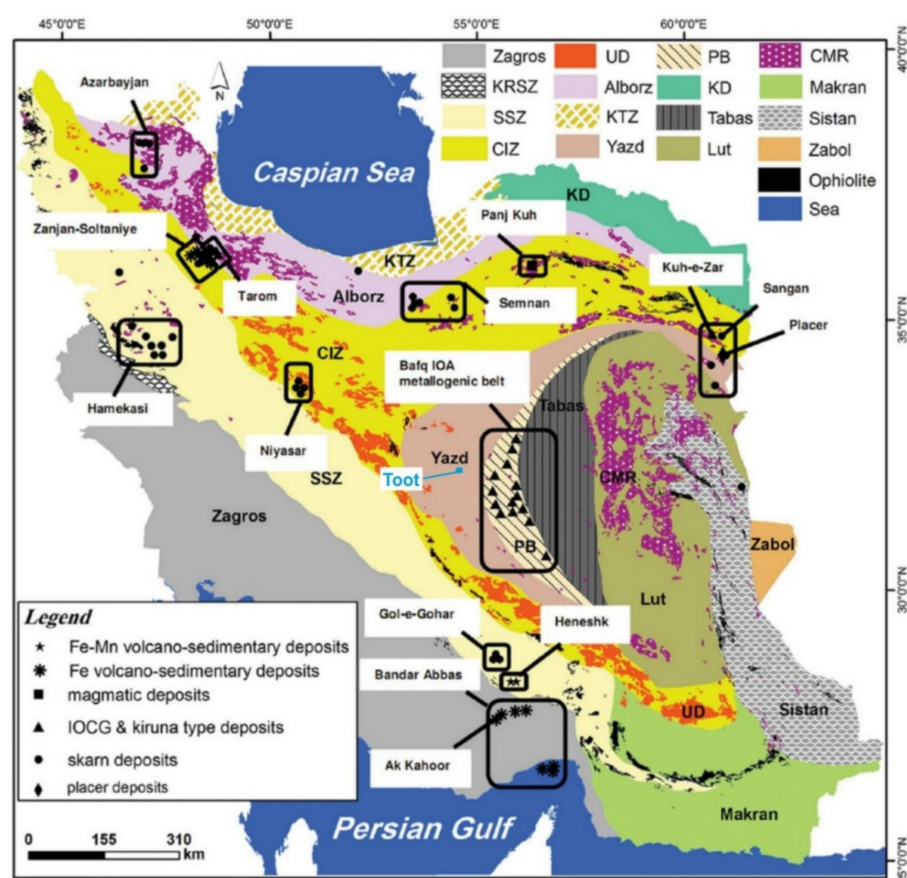 45°0'0"E
50°0'0"E
55°0'0"E
60°0'0"E
40°0'0"N
35°0'0"N
30°0'0"N
5°0'0"N
Zagros
KRSZ
SSZ
CIZ
UD
Alborz
KTZ
Yazd
PB
KD
Tabas
Lut
CMR
Makran
Sistan
Zabol
Ophiolite
Sea
N
Azarbayjan
Caspian Sea
KD
Zanjan-Soltaniye
Panj Kuh
KTZ
Kuh-e-Zar
Sangan
Tarom
Alborz
Semnan
Placer
CIZ
Bafq IOA
metallogenic belt
Tabas
Hamekasi
Niyasar
SSZ
Yazd
Toot
CMR
Zagros
PB
Zabol
Lut
Gol-e-Gohar
Heneshk
Bandar Abbas
UD
Sistan
Ak Kahoor
Makran
Persian Gulf
Legend
Fe-Mn volcano-sedimentary deposits
Fe volcano-sedimentary deposits
magmatic deposits
IOCG & kiruna type deposits
skarn deposits
placer deposits
0 155 310
km